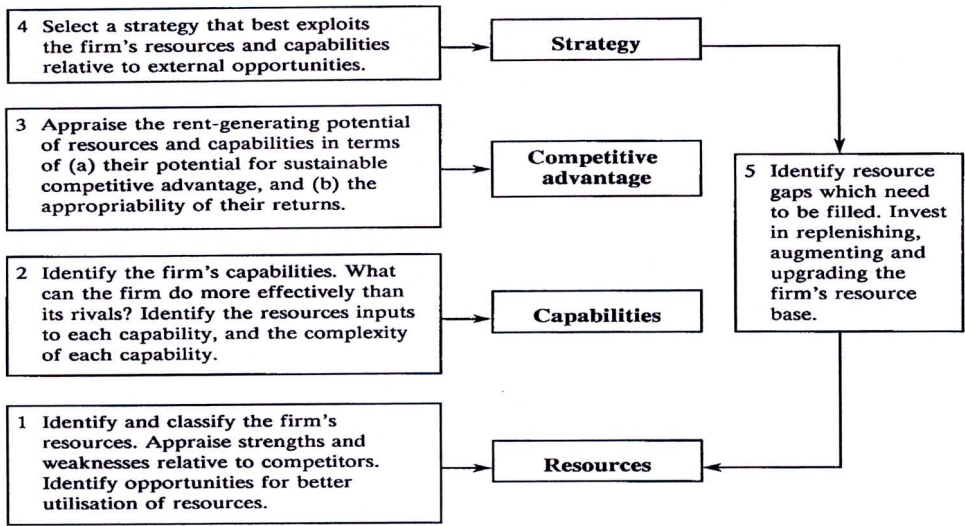 4 Select a strategy that best exploits
the firm's resources and capabilities
relative to external opportunities.
Strategy
3 Appraise the rent-generating potential
of resources and capabilities in terms
of (a) their potential for sustainable
competitive advantage, and (b) the
appropriability of their returns.
Competitive
advantage
5 Identify resource
gaps which need
to be filled. Invest
in replenishing,
augmenting and
upgrading the
firm's resource
base.
2 Identify the firm's capabilities. What
can the firm do more effectively than
its rivals? Identify the resources inputs
to each capability, and the complexity
of each capability.
Capabilities
1 Identify and classify the firm's
resources. Appraise strengths and
weaknesses relative to competitors.
Identify opportunities for better
utilisation of resources.
Resources